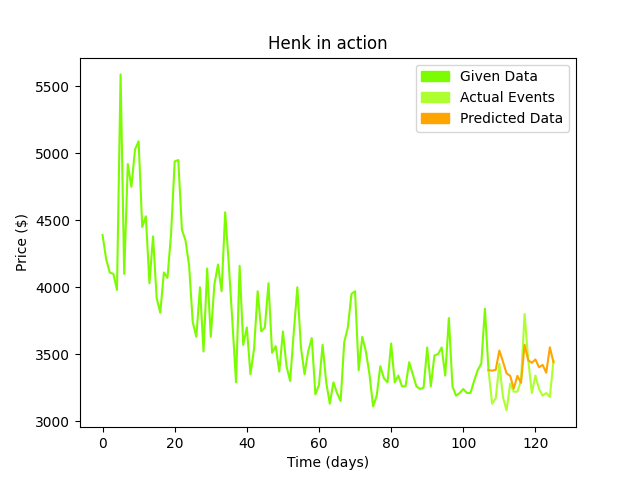 Henk in action
Given Data
Actual Events
Predicted Data
Price ($)
5500
5000
4500
4000
3500
3000
0 20 40 60 80 100 120
Time (days)